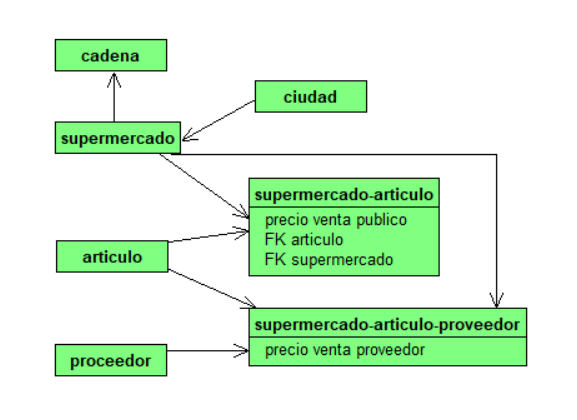 cadena
ciudad
supermercado
supermercado-articulo
precio venta publico
FK articulo
FK supermercado
articulo
supermercado-articulo-proveedor
precio venta proveedor
proceedor